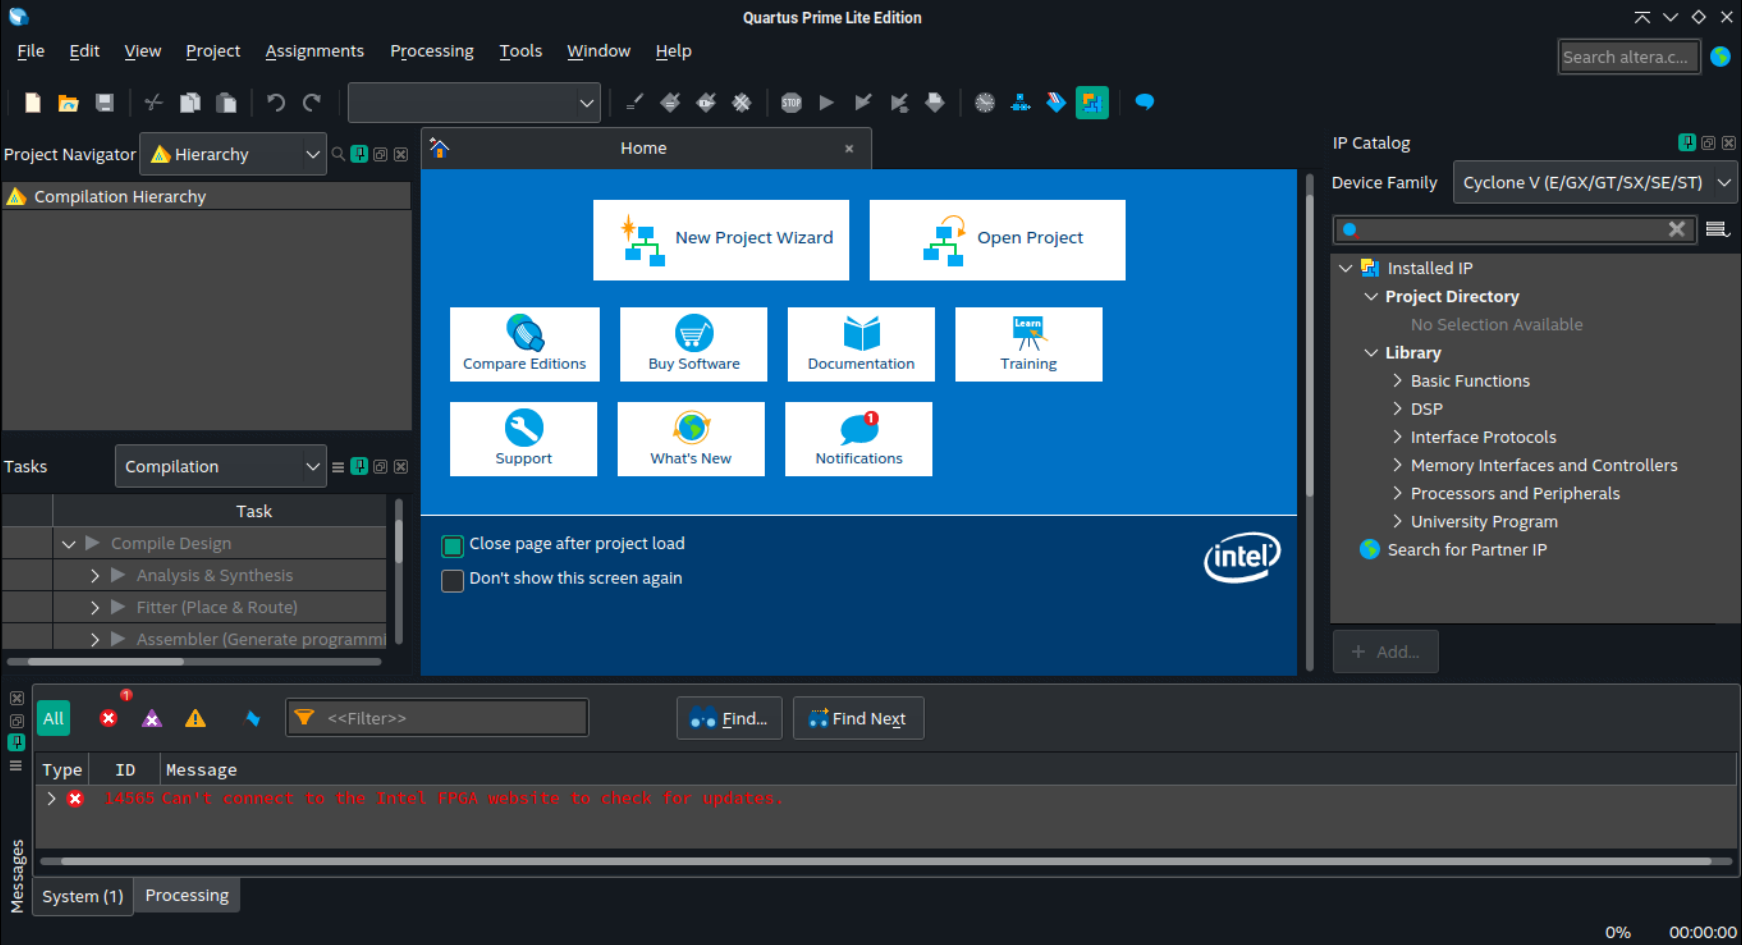 Quartus Prime Lite Edition
File Edit View Project Assignments Processing Tools Window Help
Search altera.c...
STOP
Project Navigator Hierarchy
Compilation Hierarchy
Home
New Project Wizard
Open Project
Compare Editions
Buy Software
Documentation
Learn
Training
Support
What's New
1
Notifications
Close page after project load
Don't show this screen again
intel
IP Catalog
Device Family Cyclone V (E/GX/GT/SX/SE/ST)
Installed IP
Project Directory
No Selection Available
Library
Basic Functions
DSP
Interface Protocols
Memory Interfaces and Controllers
Processors and Peripherals
University Program
Search for Partner IP
+ Add...
Tasks Compilation
Task
Compile Design
Analysis & Synthesis
Fitter (Place & Route)
Assembler (Generate programmi
All
1
<<Filter>>
Find...
Find Next
Type ID Message
14565 Can't connect to the Intel FPGA website to check for updates.
Messages
System (1) Processing
0% 00:00:00